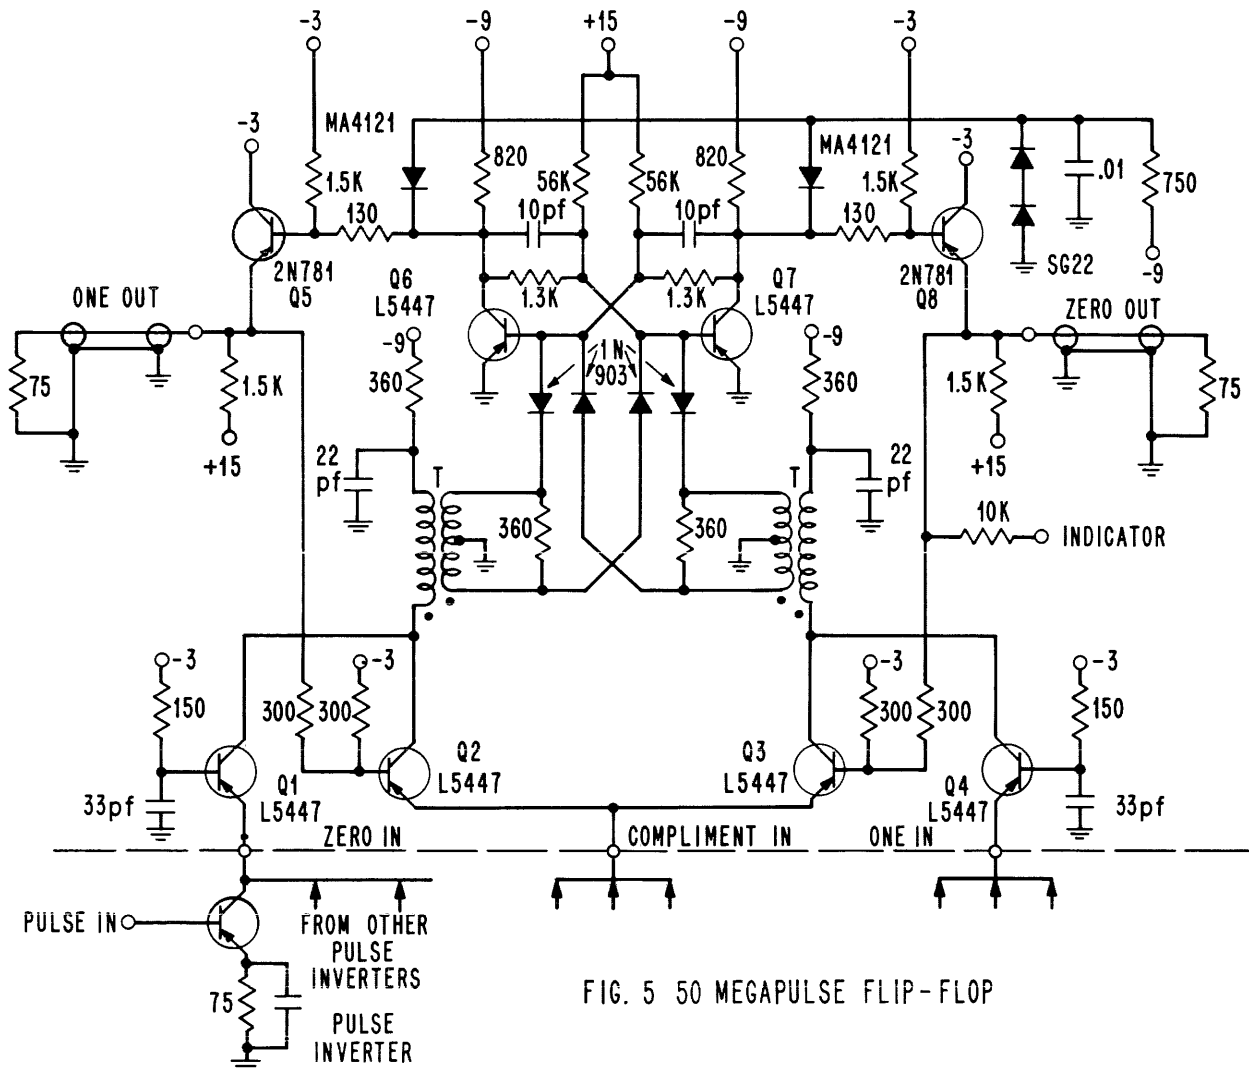 -3
-9
+15
-9
-3
MA4121
-3
820
56K
56K
820
MA4121
-3
1.5K
10pf
10pf
1.5K
.01
750
130
130
2N781
Q5
Q6
L5447
1.3K
1.3K
Q7
L5447
2N781
Q8
SG22
-9
ONE OUT
ZERO OUT
-9
360
1N
903
-9
360
75
1.5K
1.5K
75
+15
+15
22
pf
T
T
22
pf
360
360
10K
INDICATOR
-3
150
-3
300
300
-3
300
300
-3
150
Q2
L5447
Q3
L5447
Q1
L5447
Q4
L5447
33pf
33pf
ZERO IN
COMPLIMENT IN
ONE IN
PULSE IN
FROM OTHER
PULSE
INVERTERS
75
PULSE
INVERTER
FIG. 5 50 MEGAPULSE FLIP-FLOP